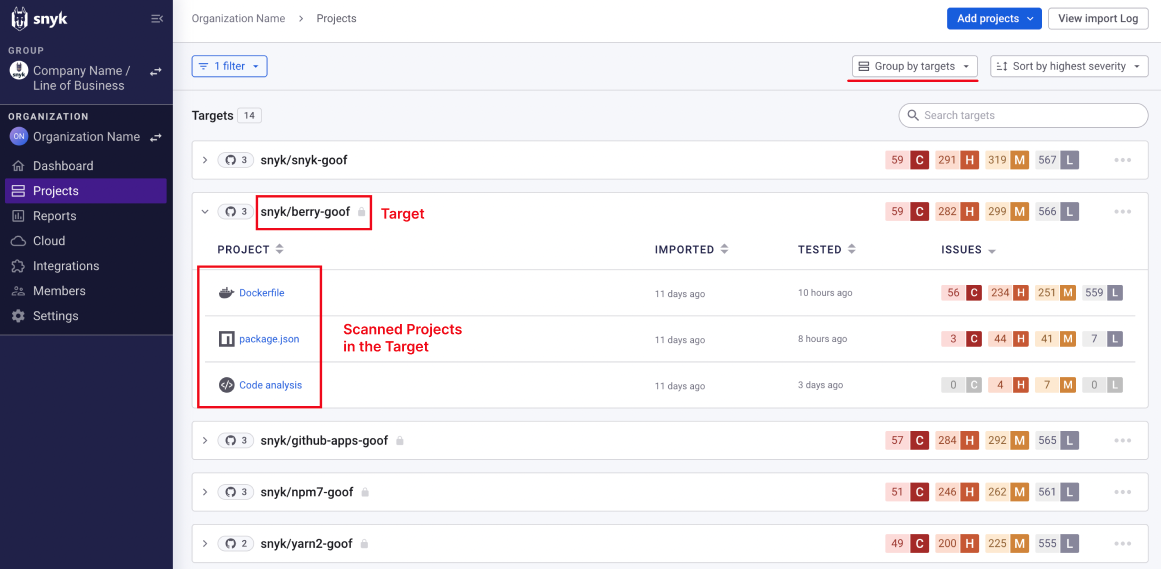 snyk
Organization Name > Projects
Add projects
View import Log
GROUP
Company Name /
Line of Business
ORGANIZATION
ON Organization Name
Dashboard
Projects
Reports
Cloud
Integrations
Members
Settings
1 filter
Group by targets
Sort by highest severity
Targets 14
Search targets
3 snyk/snyk-goof 59 C 291 H 319 M 567 L
3 snyk/berry-goof Target 59 C 282 H 299 M 566 L
PROJECT IMPORTED TESTED ISSUES
Dockerfile 11 days ago 10 hours ago 56 C 234 H 251 M 559 L
package.json 11 days ago 8 hours ago 3 C 44 H 41 M 7 L
Scanned Projects
in the Target
Code analysis 11 days ago 3 days ago 0 C 4 H 7 M 0 L
3 snyk/github-apps-goof 57 C 284 H 292 M 565 L
3 snyk/npm7-goof 51 C 246 H 262 M 561 L
2 snyk/yarn2-goof 49 C 200 H 225 M 555 L